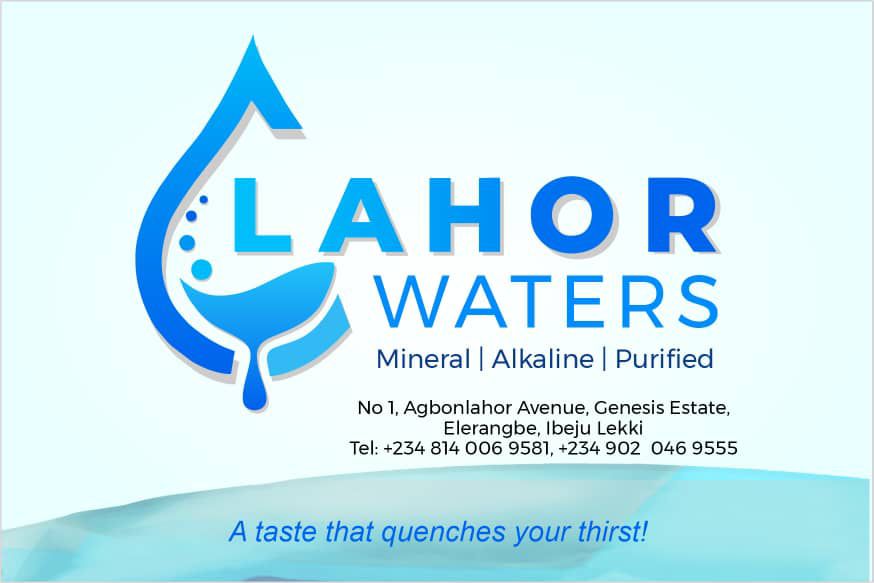 LAHOR
WATERS
Mineral | Alkaline | Purified
No 1, Agbonlahor Avenue, Genesis Estate,
Elerangbe, Ibeju Lekki
Tel: +234 814 006 9581, +234 902  046 9555
A taste that quenches your thirst!